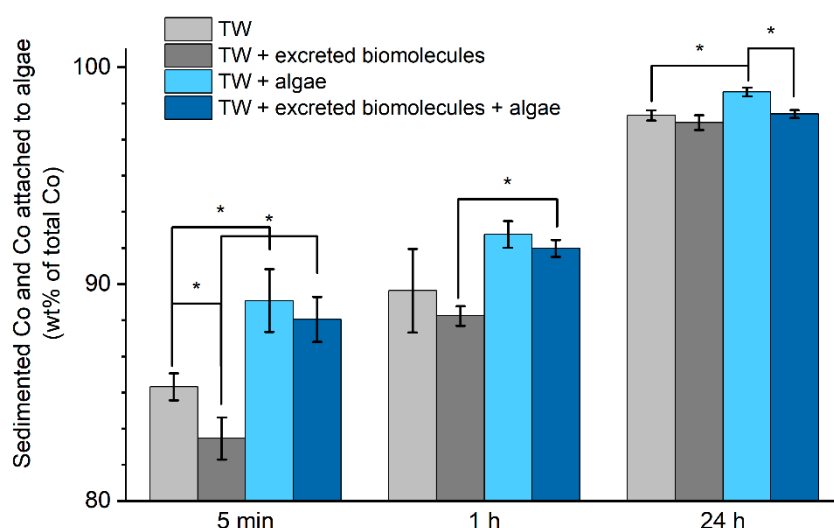 TW
TW + excreted biomolecules
TW + algae
TW + excreted biomolecules + algae
Sedimented Co and Co attached to algae
(wt% of total Co)
100
90
80
*
*
*
*
*
*
5 min
1 h
24 h